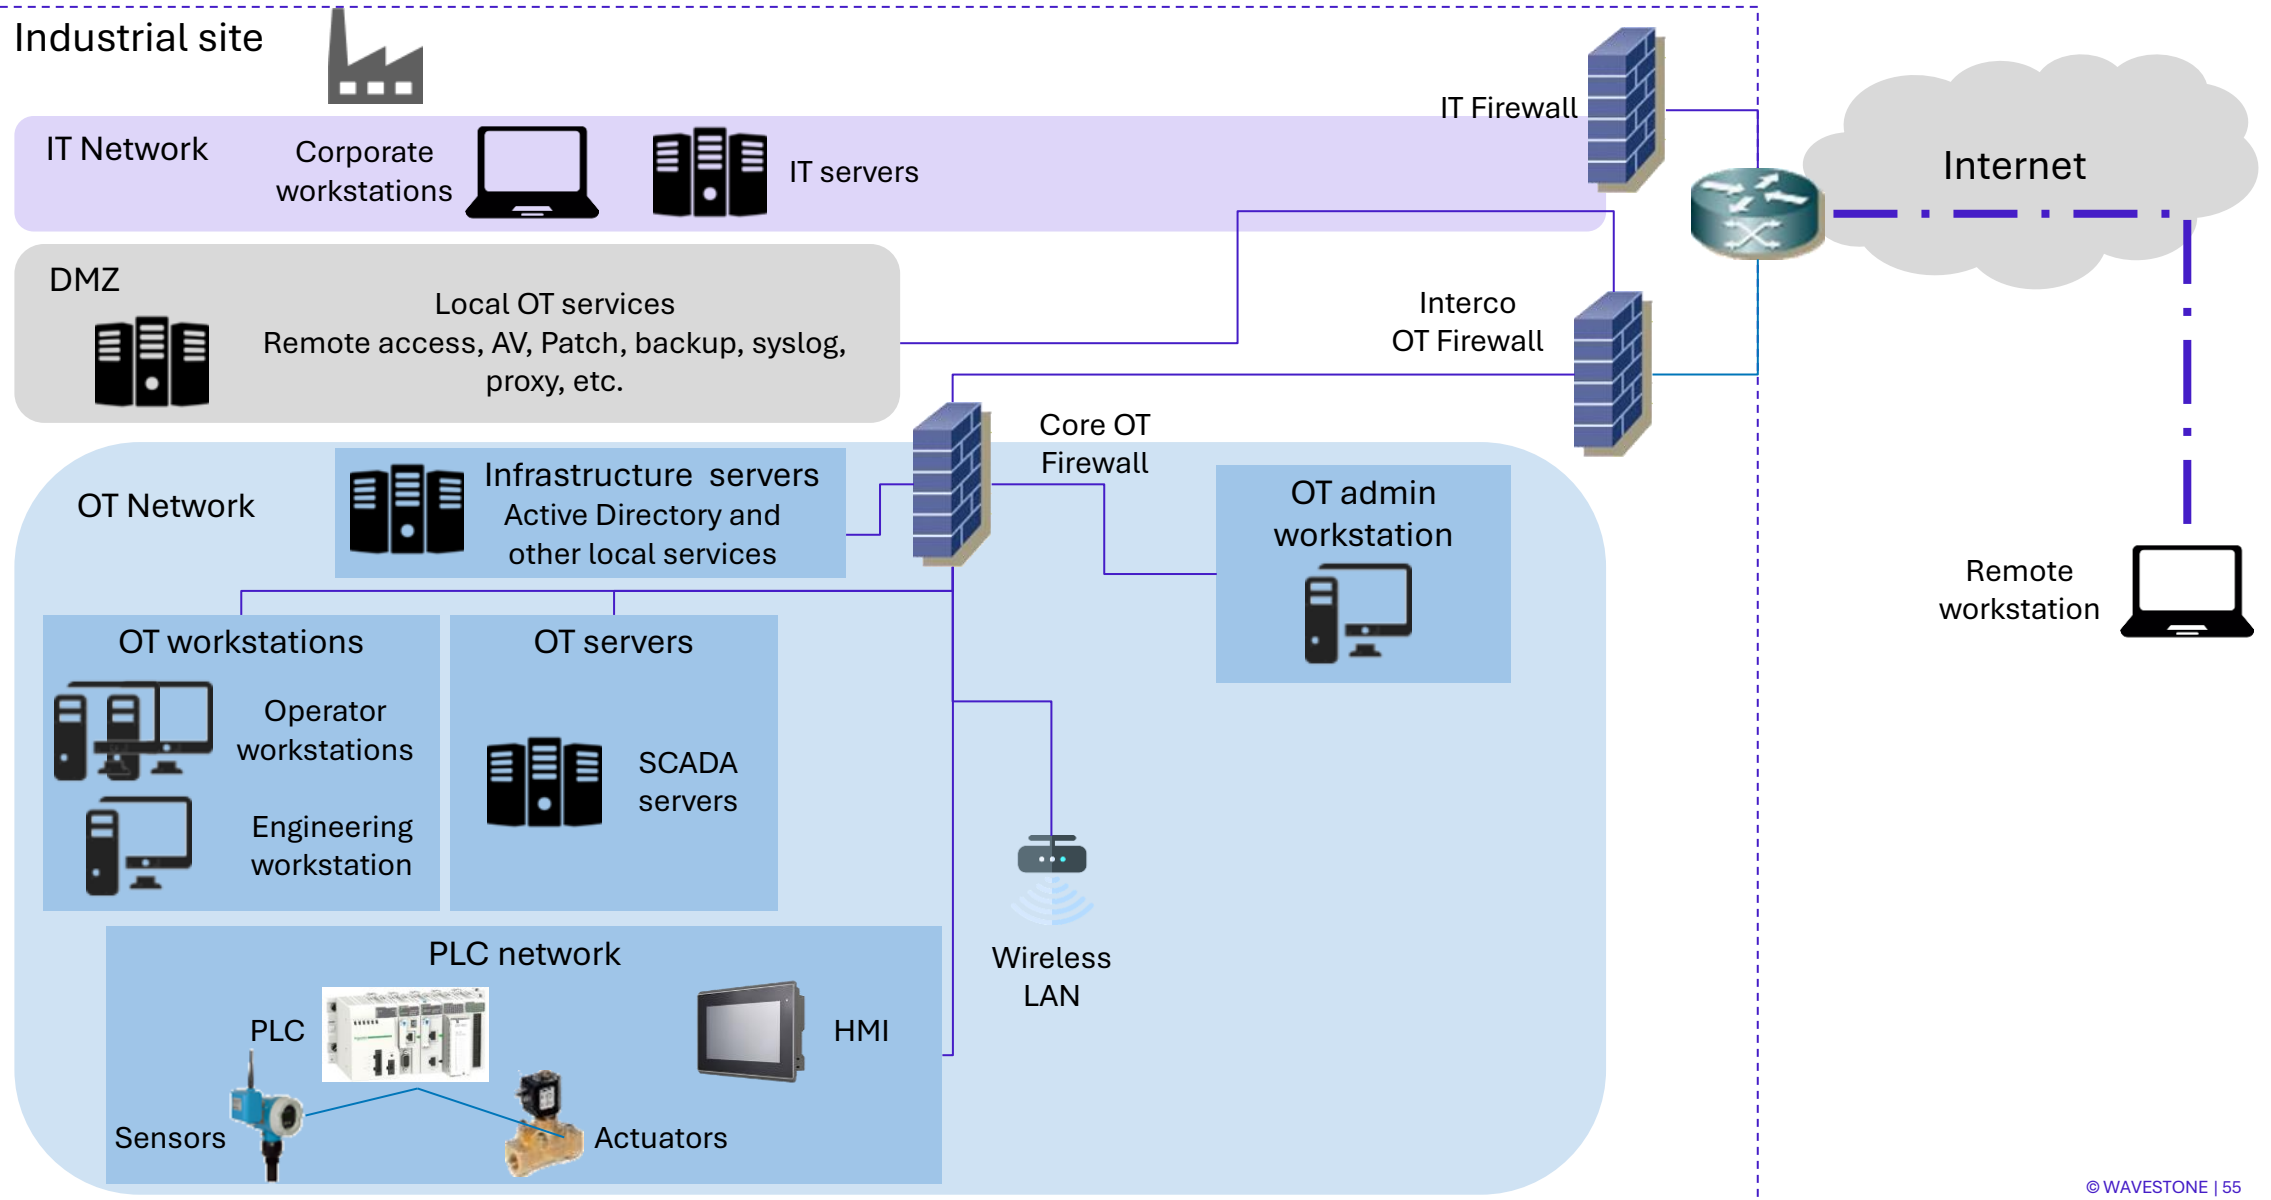 Industrial site
IT Firewall
IT Network
Corporate
workstations
IT servers
Internet
DMZ
Local OT services
Remote access, AV, Patch, backup, syslog,
proxy, etc.
Interco
OT Firewall
Core OT
Firewall
OT Network
Infrastructure servers
Active Directory and
other local services
OT admin
workstation
Remote
workstation
OT workstations
Operator
workstations
Engineering
workstation
OT servers
SCADA
servers
Wireless
LAN
PLC network
PLC
HMI
Sensors
Actuators
© WAVESTONE | 55